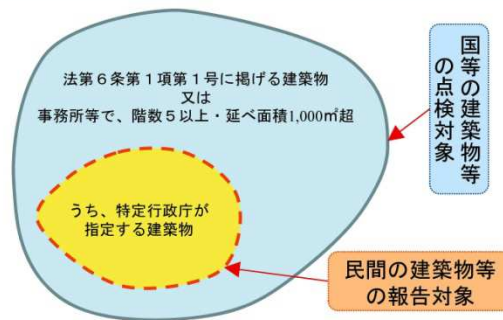 法第６条第１項第１号に掲げる建築物
又は
事務所等で、階数５以上・延べ面積1,000㎡超
うち、特定行政庁が
指定する建築物
国等の建築物等
の点検対象
民間の建築物等
の報告対象